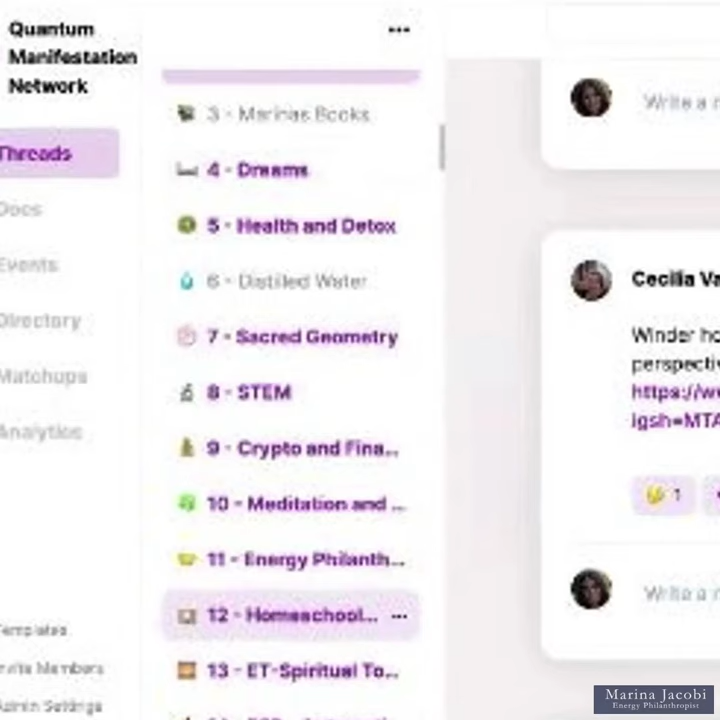 Quantum
Manifestation
Network
Threads
Docs
Events
Directory
Matchups
Analytics
Templates
Invite Members
Admin Settings
3 - Marinas Books
4 - Dreams
5 - Health and Detox
6 - Distilled Water
7 - Sacred Geometry
8 - STEM
9 - Crypto and Fina...
10 - Meditation and ...
11 - Energy Philanth...
12 - Homeschool...
13 - ET-Spiritual To...
Write a r
Cecilia Va
Winder ho
perspectiv
https://w
igsh=MTA
1
Write a r
Marina Jacobi
Energy Philanthropist